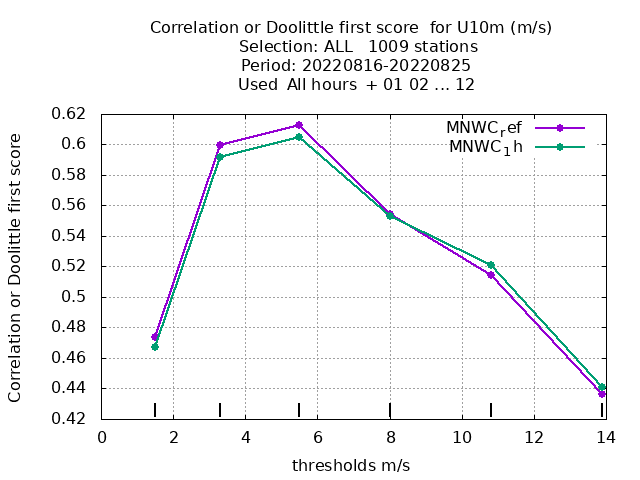 Correlation or Doolittle first score  for U10m (m/s)
Selection: ALL   1009 stations
Period: 20220816-20220825
Used  All hours  + 01 02 ... 12
MNWC_ref
MNWC_1h
Correlation or Doolittle first score
0.62
0.6
0.58
0.56
0.54
0.52
0.5
0.48
0.46
0.44
0.42
0 2 4 6 8 10 12 14
thresholds m/s